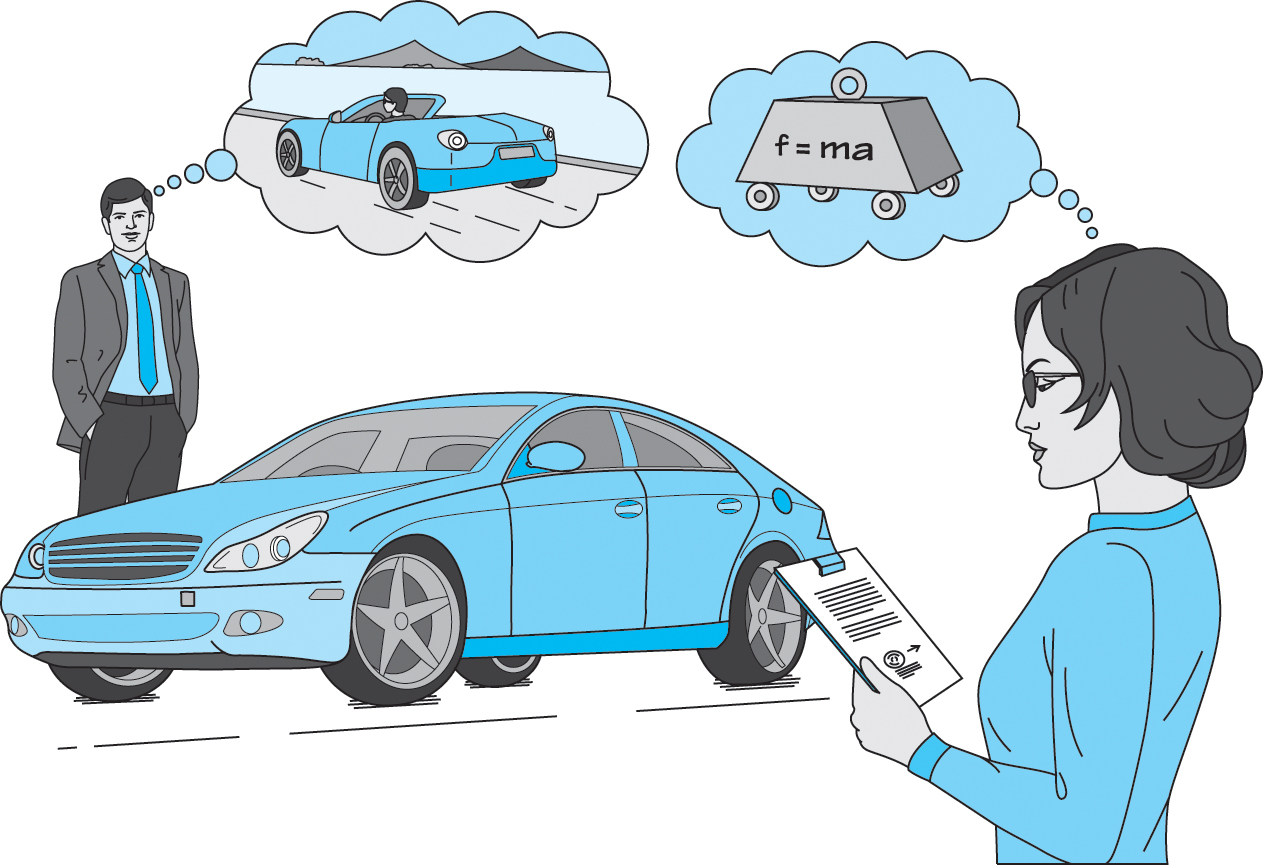 f = ma